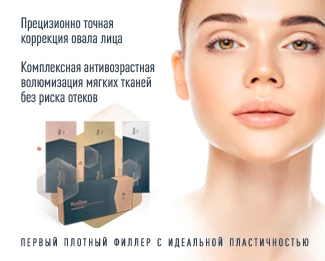 Прецизионно точная
коррекция овала лица
Комплексная антивозрастная
волюмизация мягких тканей
без риска отеков
ПЕРВЫЙ ПЛОТНЫЙ ФИЛЛЕР С ИДЕАЛЬНОЙ ПЛАСТИЧНОСТЬЮ